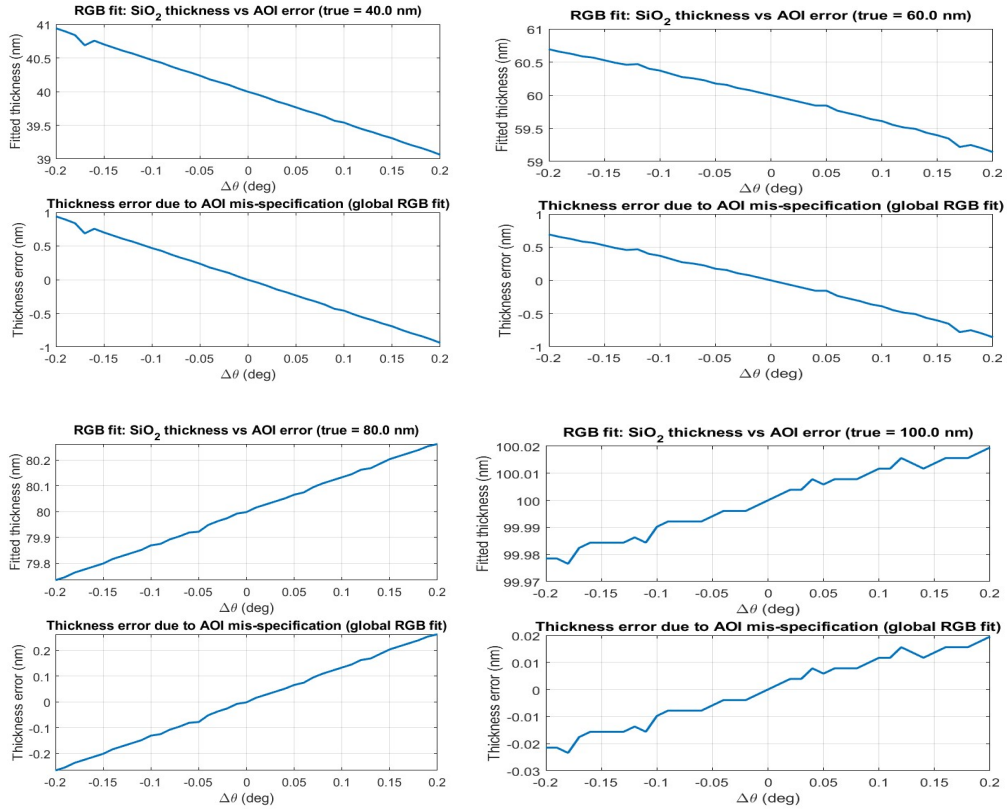 RGB fit: SiO2 thickness vs AOI error (true = 40.0 nm)
Fitted thickness (nm)
41
40.5
40
39.5
39
-0.2 -0.15 -0.1 -0.05 0 0.05 0.1 0.15 0.2
Δθ (deg)
Thickness error due to AOI mis-specification (global RGB fit)
Thickness error (nm)
1
0.5
0
-0.5
-1
-0.2 -0.15 -0.1 -0.05 0 0.05 0.1 0.15 0.2
Δθ (deg)
RGB fit: SiO2 thickness vs AOI error (true = 60.0 nm)
Fitted thickness (nm)
61
60.5
60
59.5
59
-0.2 -0.15 -0.1 -0.05 0 0.05 0.1 0.15 0.2
Δθ (deg)
Thickness error due to AOI mis-specification (global RGB fit)
Thickness error (nm)
1
0.5
0
-0.5
-1
-0.2 -0.15 -0.1 -0.05 0 0.05 0.1 0.15 0.2
Δθ (deg)
RGB fit: SiO2 thickness vs AOI error (true = 80.0 nm)
Fitted thickness (nm)
80.2
80.1
80
79.9
79.8
-0.2 -0.15 -0.1 -0.05 0 0.05 0.1 0.15 0.2
Δθ (deg)
Thickness error due to AOI mis-specification (global RGB fit)
Thickness error (nm)
0.2
0.1
0
-0.1
-0.2
-0.2 -0.15 -0.1 -0.05 0 0.05 0.1 0.15 0.2
Δθ (deg)
RGB fit: SiO2 thickness vs AOI error (true = 100.0 nm)
Fitted thickness (nm)
100.02
100.01
100
99.99
99.98
99.97
-0.2 -0.15 -0.1 -0.05 0 0.05 0.1 0.15 0.2
Δθ (deg)
Thickness error due to AOI mis-specification (global RGB fit)
Thickness error (nm)
0.02
0.01
0
-0.01
-0.02
-0.03
-0.2 -0.15 -0.1 -0.05 0 0.05 0.1 0.15 0.2
Δθ (deg)